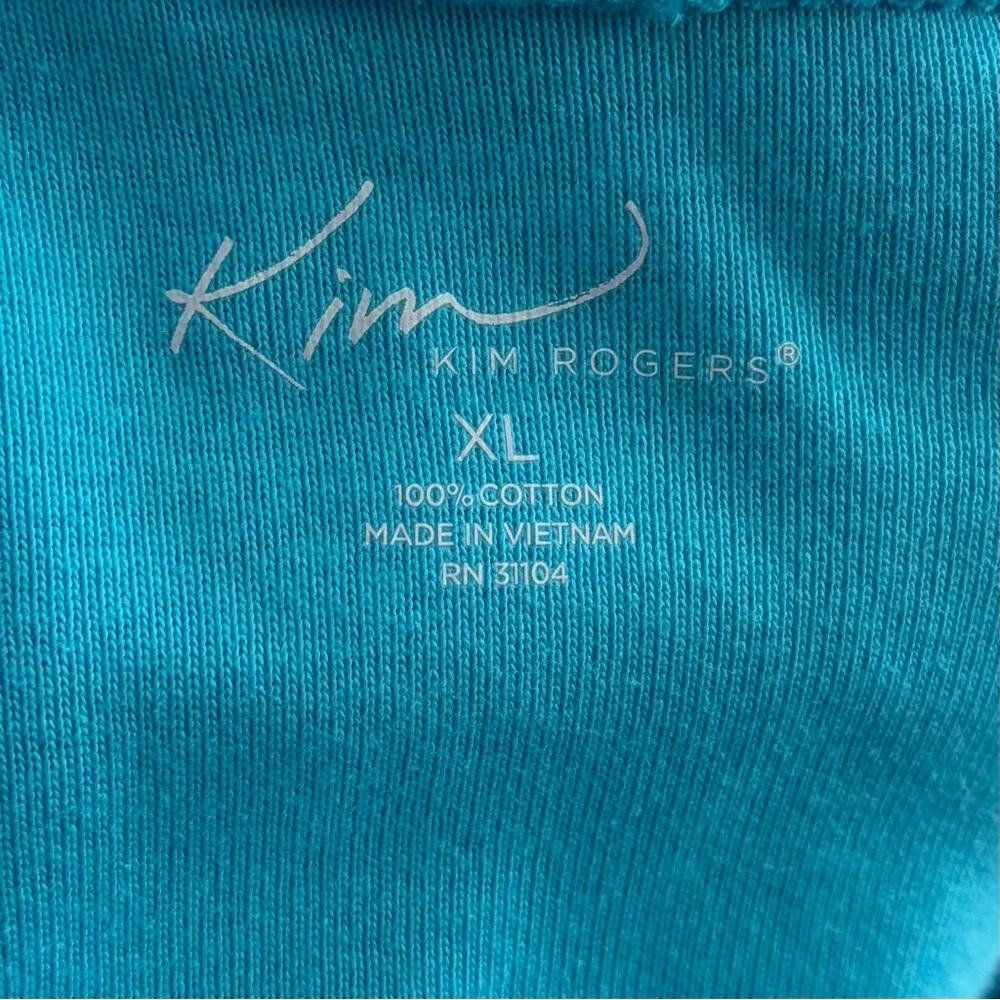 Kim
KIM ROGERS®
XL
100% COTTON
MADE IN VIETNAM
RN 31104